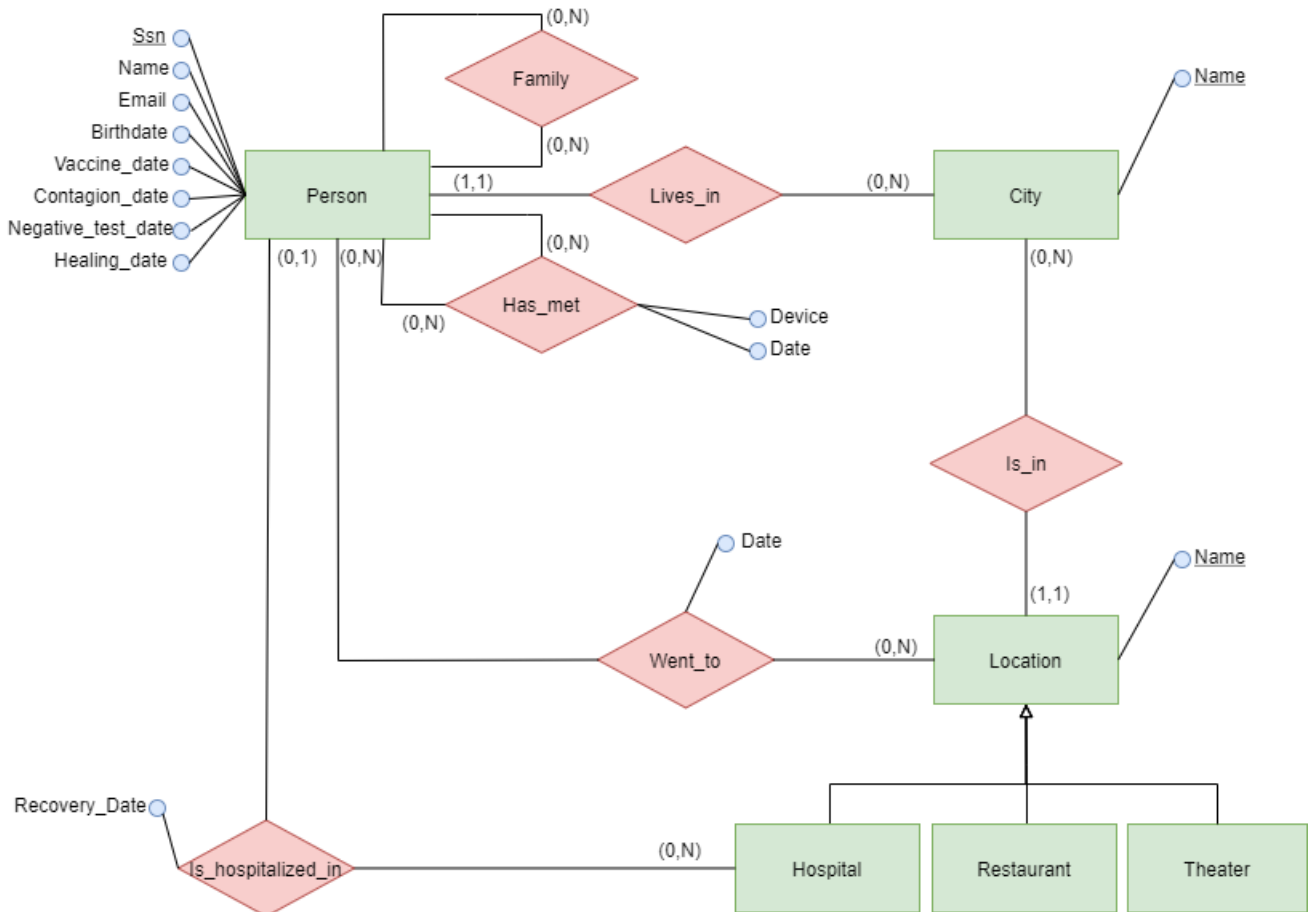 (0,N)
Ssn
Name
Email
Birthdate
Vaccine_date
Contagion_date
Negative_test_date
Healing_date
Family
(0,N)
Name
Person
(1,1)
Lives_in
(0,N)
City
(0,1)
(0,N)
(0,N)
(0,N)
Has_met
(0,N)
Device
Date
Is_in
Date
Name
(1,1)
Went_to
(0,N)
Location
Recovery_Date
Is_hospitalized_in
(0,N)
Hospital
Restaurant
Theater